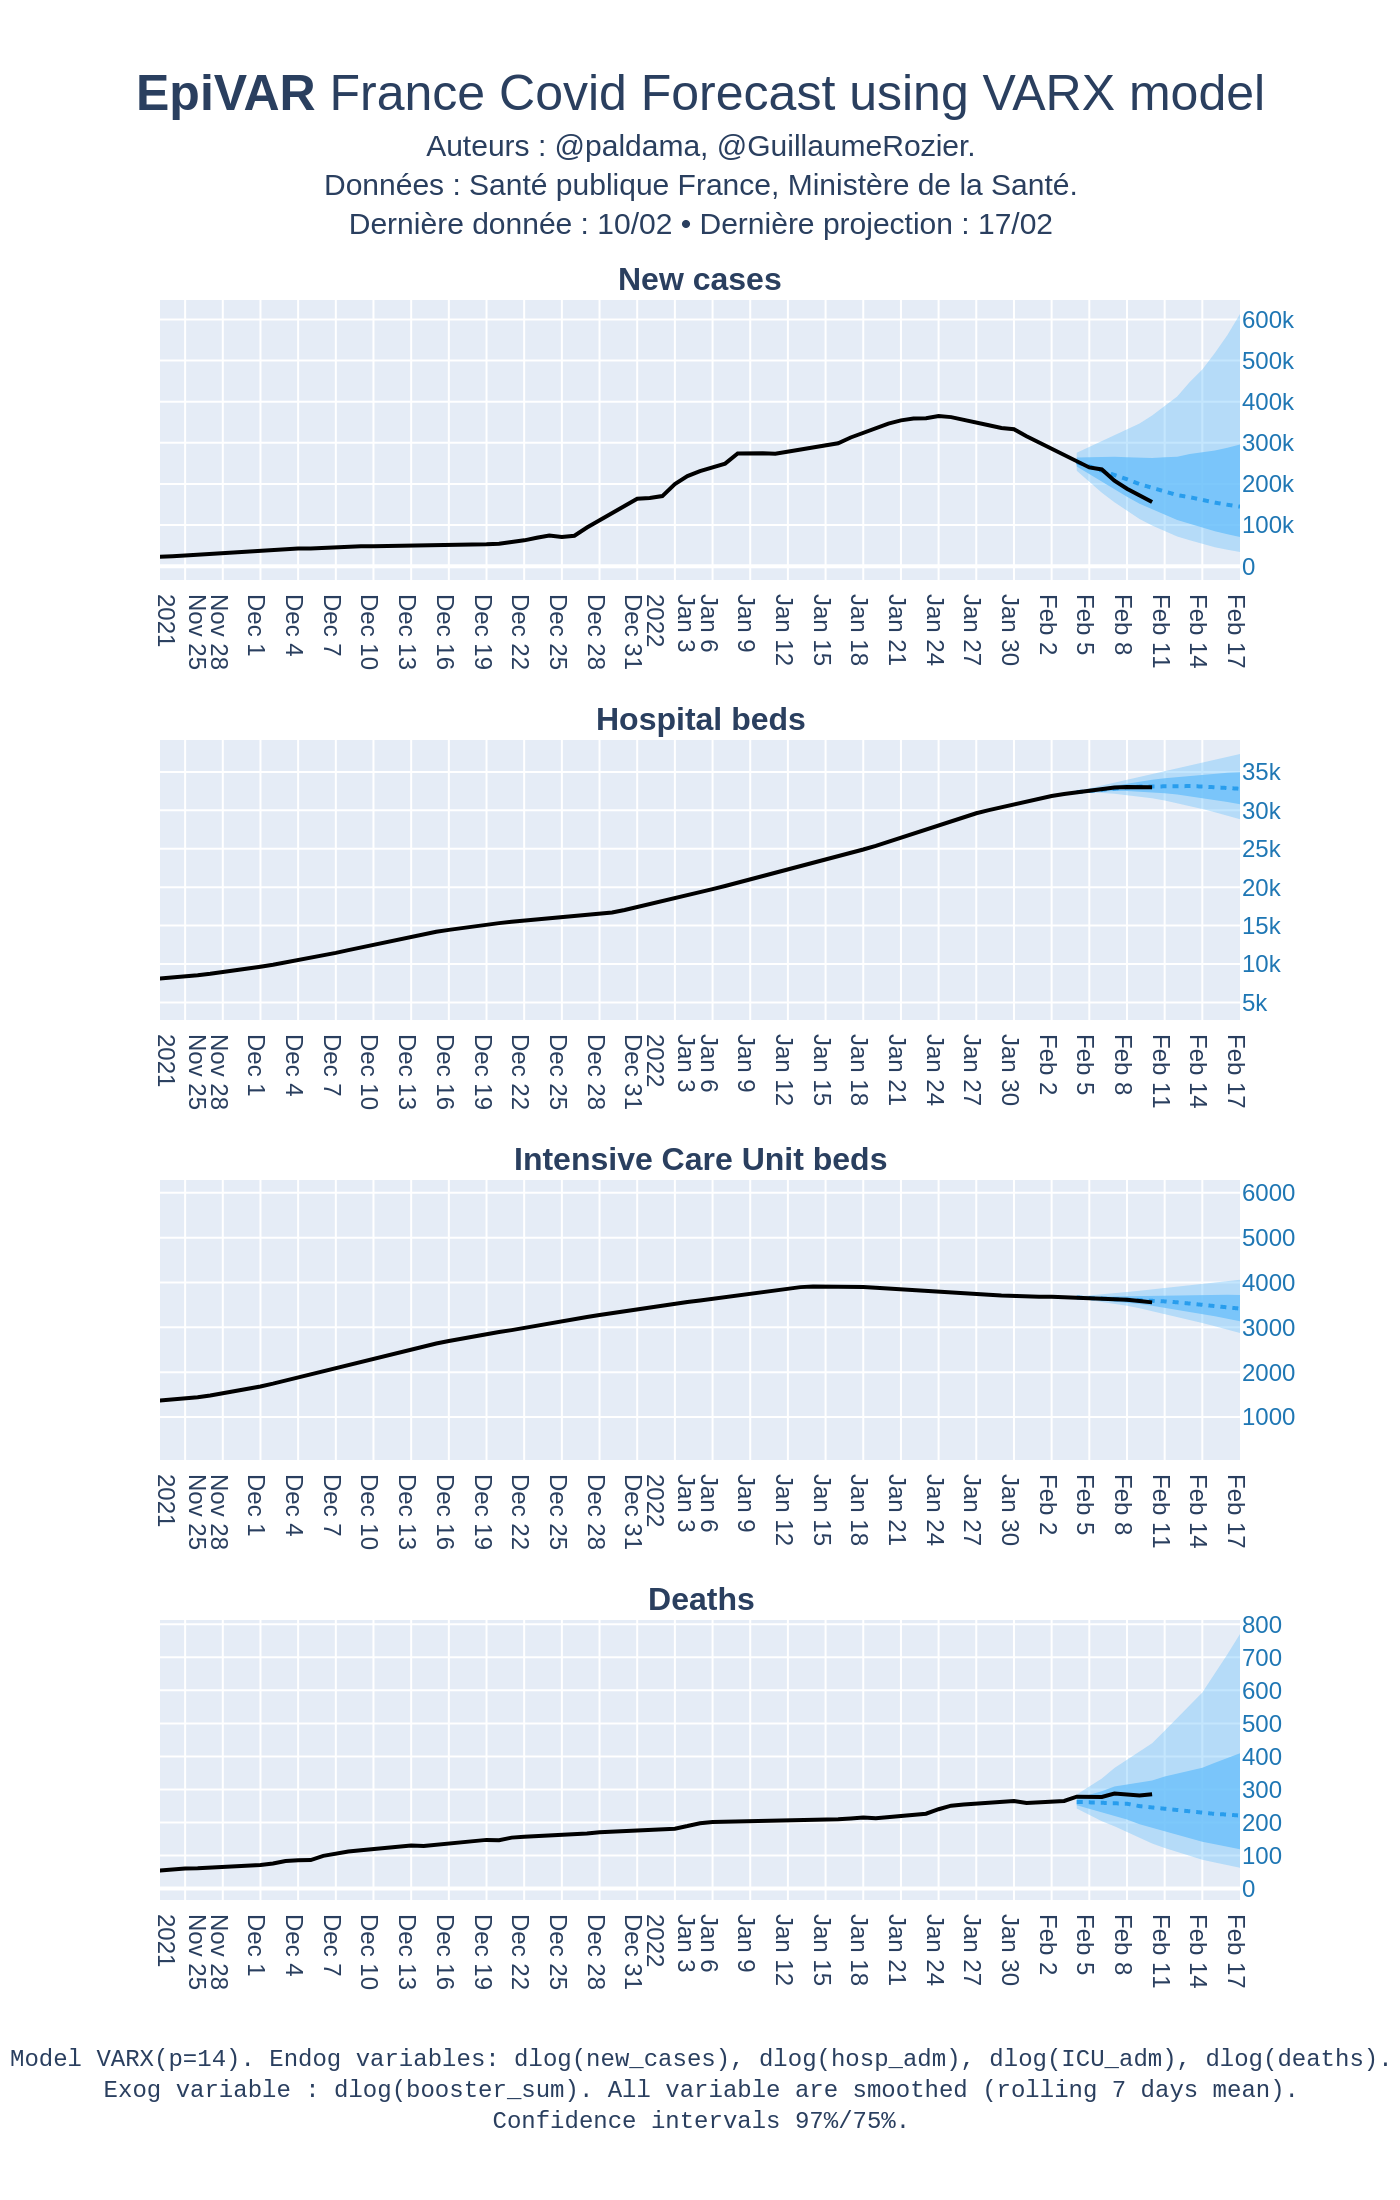 EpiVAR France Covid Forecast using VARX model
Auteurs : @paldama, @GuillaumeRozier.
Données : Santé publique France, Ministère de la Santé.
Dernière donnée : 10/02 • Dernière projection : 17/02
New cases
600k
500k
400k
300k
200k
100k
0
2021
Nov 25
Nov 28
Dec 1
Dec 4
Dec 7
Dec 10
Dec 13
Dec 16
Dec 19
Dec 22
Dec 25
Dec 28
Dec 31
2022
Jan 3
Jan 6
Jan 9
Jan 12
Jan 15
Jan 18
Jan 21
Jan 24
Jan 27
Jan 30
Feb 2
Feb 5
Feb 8
Feb 11
Feb 14
Feb 17
Hospital beds
35k
30k
25k
20k
15k
10k
5k
2021
Nov 25
Nov 28
Dec 1
Dec 4
Dec 7
Dec 10
Dec 13
Dec 16
Dec 19
Dec 22
Dec 25
Dec 28
Dec 31
2022
Jan 3
Jan 6
Jan 9
Jan 12
Jan 15
Jan 18
Jan 21
Jan 24
Jan 27
Jan 30
Feb 2
Feb 5
Feb 8
Feb 11
Feb 14
Feb 17
Intensive Care Unit beds
6000
5000
4000
3000
2000
1000
2021
Nov 25
Nov 28
Dec 1
Dec 4
Dec 7
Dec 10
Dec 13
Dec 16
Dec 19
Dec 22
Dec 25
Dec 28
Dec 31
2022
Jan 3
Jan 6
Jan 9
Jan 12
Jan 15
Jan 18
Jan 21
Jan 24
Jan 27
Jan 30
Feb 2
Feb 5
Feb 8
Feb 11
Feb 14
Feb 17
Deaths
800
700
600
500
400
300
200
100
0
2021
Nov 25
Nov 28
Dec 1
Dec 4
Dec 7
Dec 10
Dec 13
Dec 16
Dec 19
Dec 22
Dec 25
Dec 28
Dec 31
2022
Jan 3
Jan 6
Jan 9
Jan 12
Jan 15
Jan 18
Jan 21
Jan 24
Jan 27
Jan 30
Feb 2
Feb 5
Feb 8
Feb 11
Feb 14
Feb 17
Model VARX(p=14). Endog variables: dlog(new_cases), dlog(hosp_adm), dlog(ICU_adm), dlog(deaths).
Exog variable : dlog(booster_sum). All variable are smoothed (rolling 7 days mean).
Confidence intervals 97%/75%.